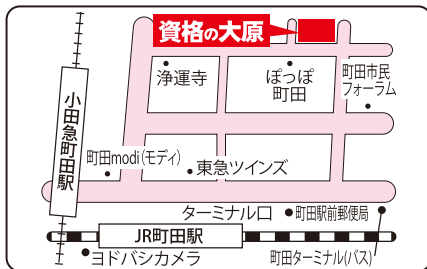 資格の大原
浄運寺
ぽっぽ
町田
町田市民
フォーラム
小田急町田駅
町田modi(モディ)
東急ツインズ
ターミナル口
町田駅前郵便局
JR町田駅
ヨドバシカメラ
町田ターミナル(バス)